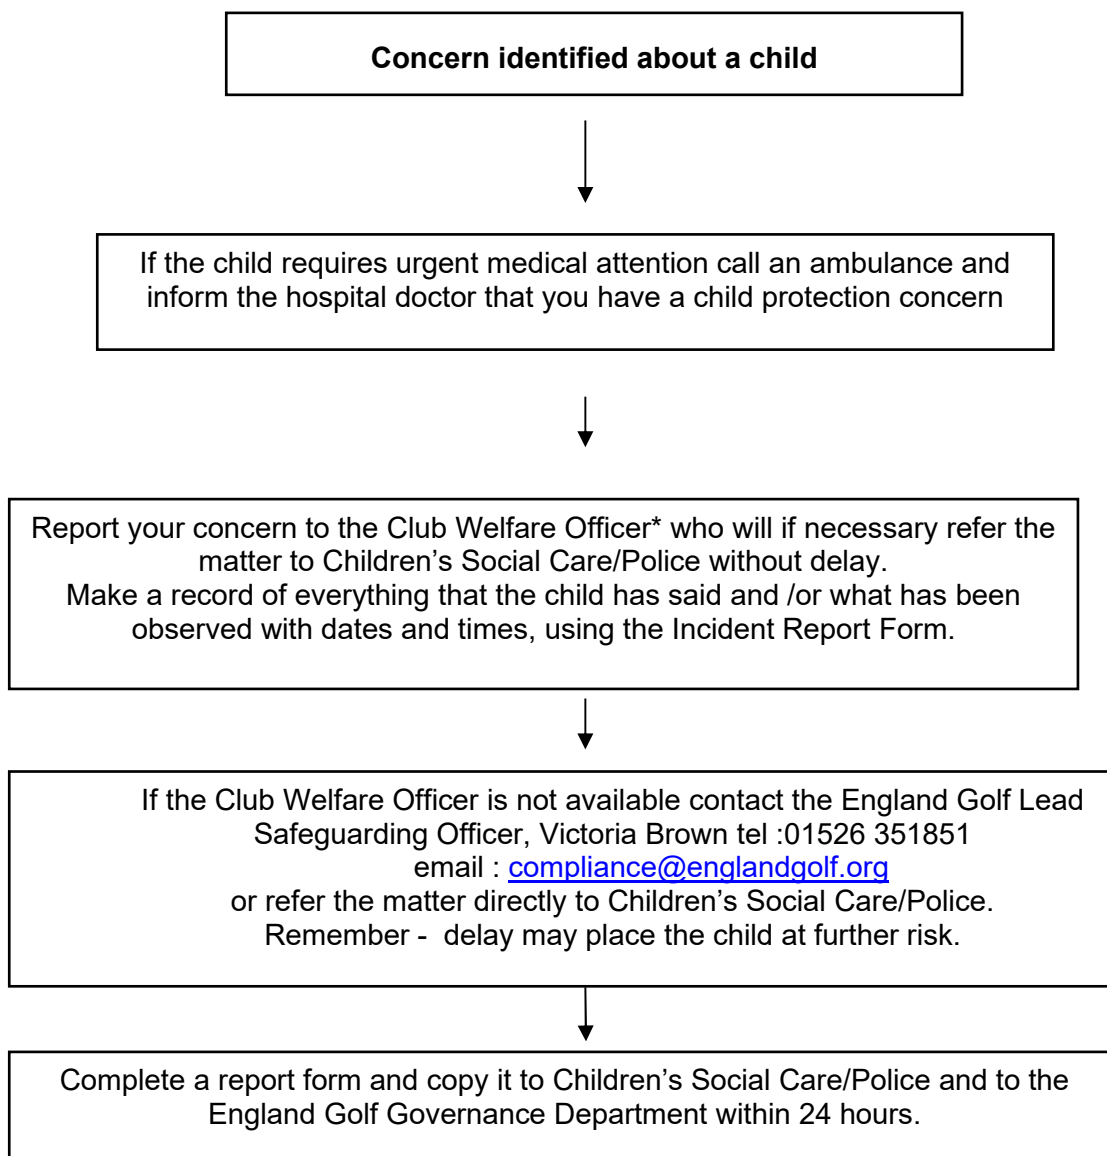 Concern identified about a child
If the child requires urgent medical attention call an ambulance and
inform the hospital doctor that you have a child protection concern
Report your concern to the Club Welfare Officer* who will if necessary refer the
matter to Children’s Social Care/Police without delay.
Make a record of everything that the child has said and /or what has been
observed with dates and times, using the Incident Report Form.
If the Club Welfare Officer is not available contact the England Golf Lead
Safeguarding Officer, Victoria Brown tel :01526 351851
email : compliance@englandgolf.org
or refer the matter directly to Children’s Social Care/Police.
Remember -  delay may place the child at further risk.
Complete a report form and copy it to Children’s Social Care/Police and to the
England Golf Governance Department within 24 hours.